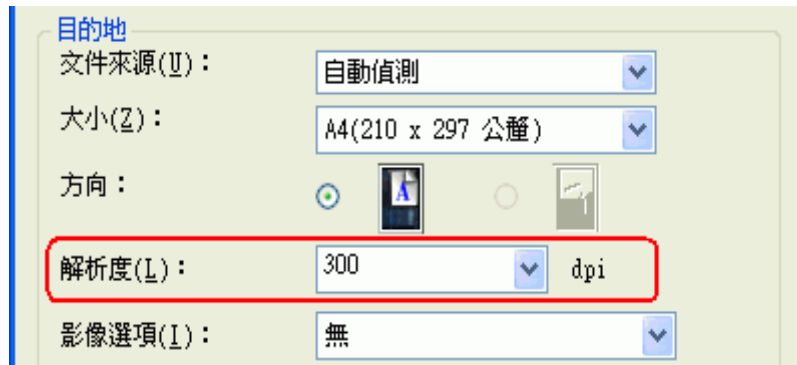 目的地
文件來源(U)： 自動偵測
大小(Z)： A4(210 x 297 公釐)
方向： A
解析度(L)： 300 dpi
影像選項(I)： 無